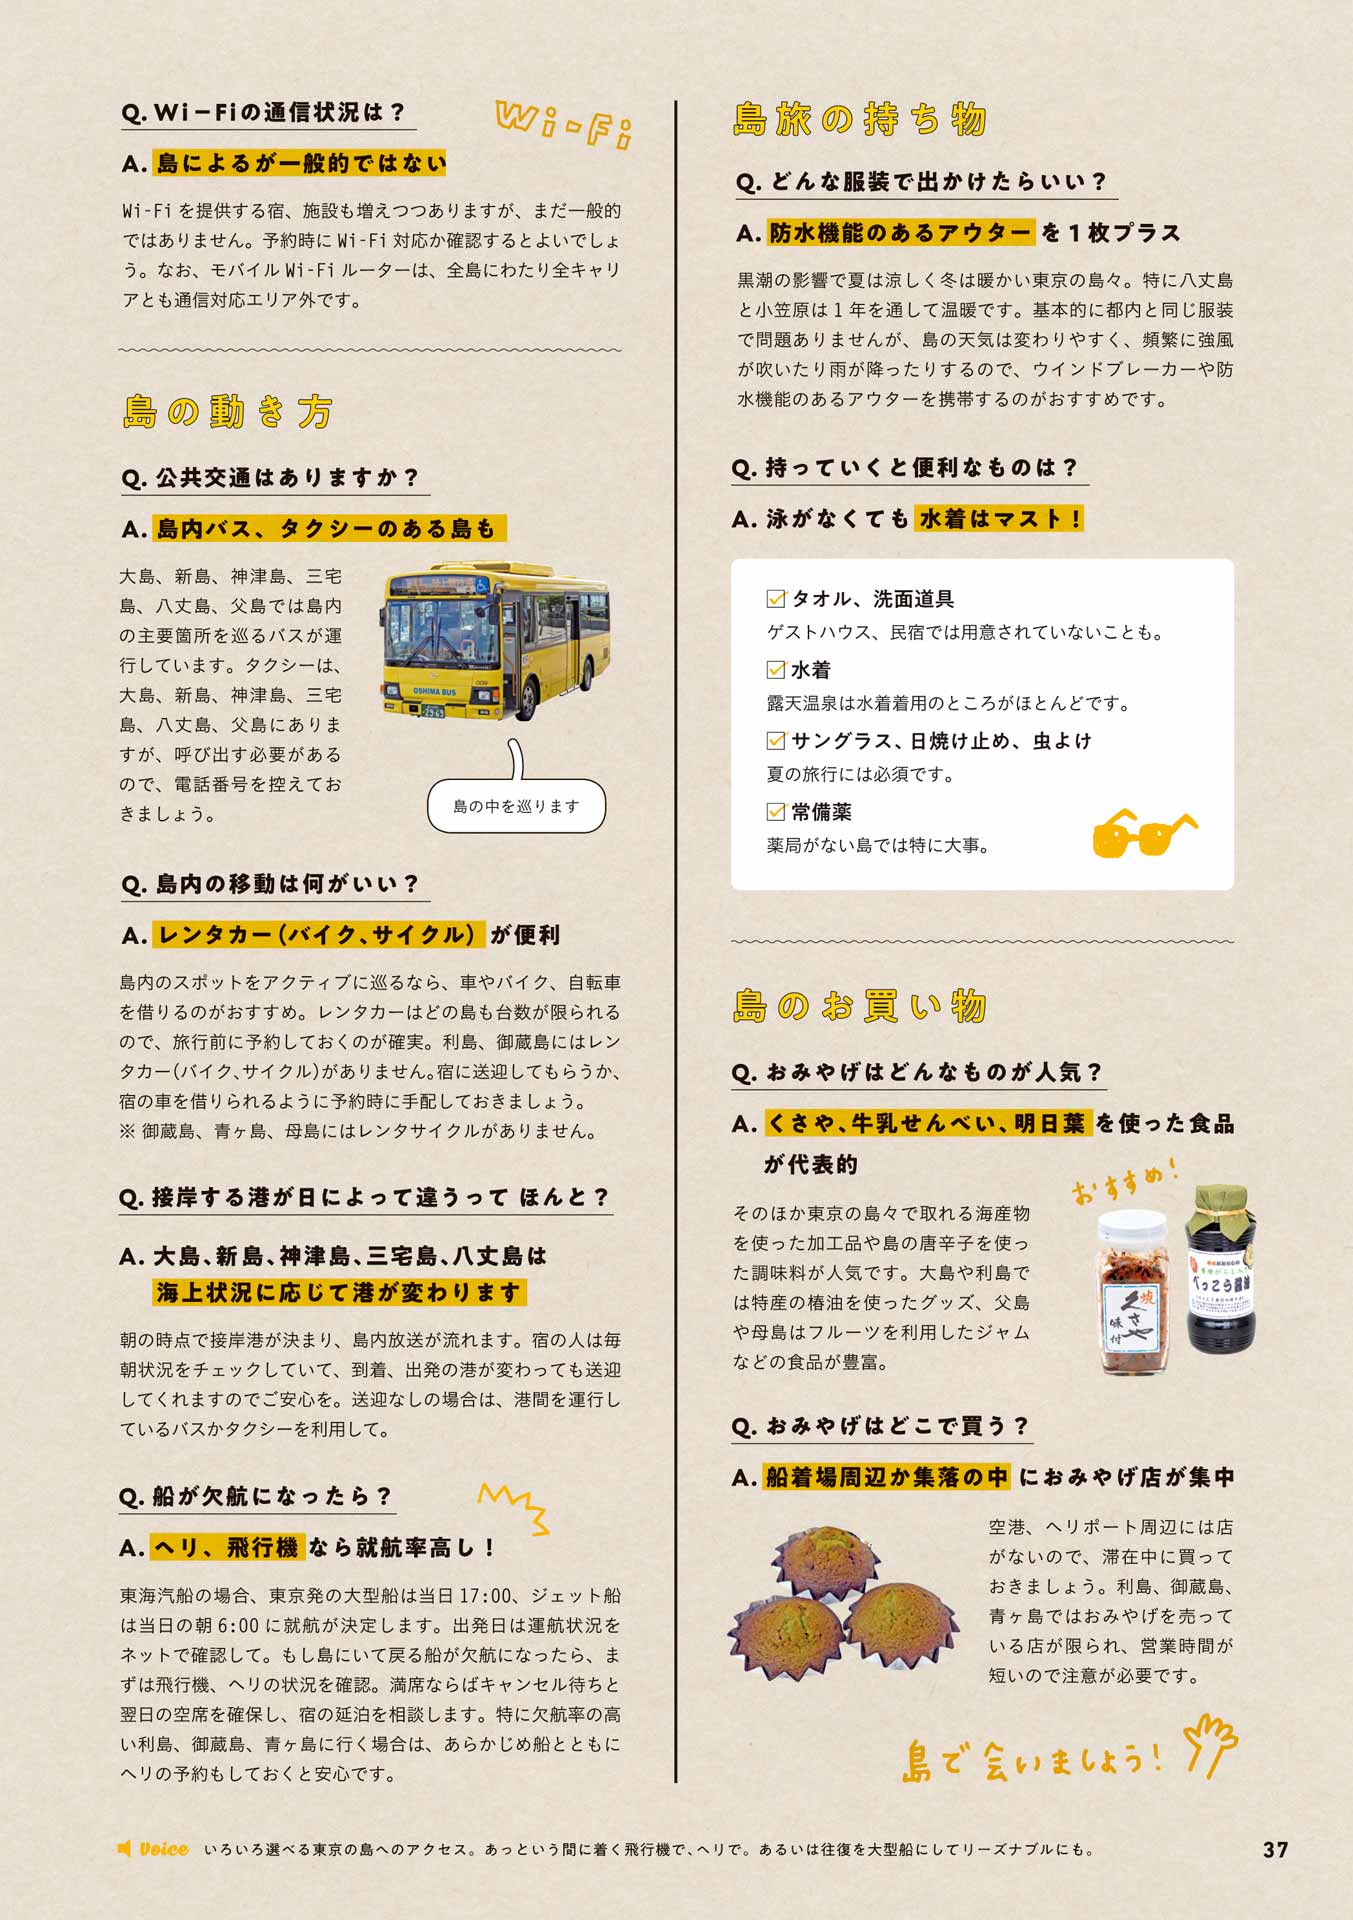 Q. Wi-Fiの通信状況は？
Wi-Fi
A. 島によるが一般的ではない
Wi-Fi を提供する宿、施設も増えつつありますが、まだ一般的
ではありません。予約時に Wi-Fi 対応か確認するとよいでしょ
う。なお、モバイル Wi-Fi ルーターは、全島にわたり全キャリ
アとも通信対応エリア外です。
島の動き方
Q. 公共交通はありますか？
A. 島内バス、タクシーのある島も
大島、新島、神津島、三宅
島、八丈島、父島では島内
の主要箇所を巡るバスが運
行しています。タクシーは、
大島、新島、神津島、三宅
島、八丈島、父島にありま
すが、呼び出す必要がある
ので、電話番号を控えてお
きましょう。
OSHIMA BUS
009
2969
島の中を巡ります
Q. 島内の移動は何がいい？
A. レンタカー（バイク、サイクル）が便利
島内のスポットをアクティブに巡るなら、車やバイク、自転車
を借りるのがおすすめ。レンタカーはどの島も台数が限られる
ので、旅行前に予約しておくのが確実。利島、御蔵島にはレン
タカー（バイク、サイクル）がありません。宿に送迎してもらうか、
宿の車を借りられるように予約時に手配しておきましょう。
※ 御蔵島、青ヶ島、母島にはレンタサイクルがありません。
Q. 接岸する港が日によって違うって ほんと？
A. 大島、新島、神津島、三宅島、八丈島は
海上状況に応じて港が変わります
朝の時点で接岸港が決まり、島内放送が流れます。宿の人は毎
朝状況をチェックしていて、到着、出発の港が変わっても送迎
してくれますのでご安心を。送迎なしの場合は、港間を運行し
ているバスかタクシーを利用して。
Q. 船が欠航になったら？
A. ヘリ、飛行機なら就航率高し！
東海汽船の場合、東京発の大型船は当日 17:00、ジェット船
は当日の朝 6:00 に就航が決定します。出発日は運航状況を
ネットで確認して。もし島にいて戻る船が欠航になったら、ま
ずは飛行機、ヘリの状況を確認。満席ならばキャンセル待ちと
翌日の空席を確保し、宿の延泊を相談します。特に欠航率の高
い利島、御蔵島、青ヶ島に行く場合は、あらかじめ船とともに
ヘリの予約もしておくと安心です。
島旅の持ち物
Q. どんな服装で出かけたらいい？
A. 防水機能のあるアウターを１枚プラス
黒潮の影響で夏は涼しく冬は暖かい東京の島々。特に八丈島
と小笠原は 1 年を通して温暖です。基本的に都内と同じ服装
で問題ありませんが、島の天気は変わりやすく、頻繁に強風
が吹いたり雨が降ったりするので、ウインドブレーカーや防
水機能のあるアウターを携帯するのがおすすめです。
Q. 持っていくと便利なものは？
A. 泳がなくても水着はマスト！
タオル、洗面道具
ゲストハウス、民宿では用意されていないことも。
水着
露天温泉は水着着用のところがほとんどです。
サングラス、日焼け止め、虫よけ
夏の旅行には必須です。
常備薬
薬局がない島では特に大事。
島のお買い物
Q. おみやげはどんなものが人気？
A. くさや、牛乳せんべい、明日葉を使った食品
が代表的
おすすめ！
そのほか東京の島々で取れる海産物
を使った加工品や島の唐辛子を使っ
た調味料が人気です。大島や利島で
は特産の椿油を使ったグッズ、父島
や母島はフルーツを利用したジャム
などの食品が豊富。
焼くさや
味付
べっこう醤油
Q. おみやげはどこで買う？
A. 船着場周辺か集落の中におみやげ店が集中
空港、ヘリポート周辺には店
がないので、滞在中に買って
おきましょう。利島、御蔵島、
青ヶ島ではおみやげを売って
いる店が限られ、営業時間が
短いので注意が必要です。
島で会いましょう！
Voice いろいろ選べる東京の島へのアクセス。あっという間に着く飛行機で、ヘリで。あるいは往復を大型船にしてリーズナブルにも。
37